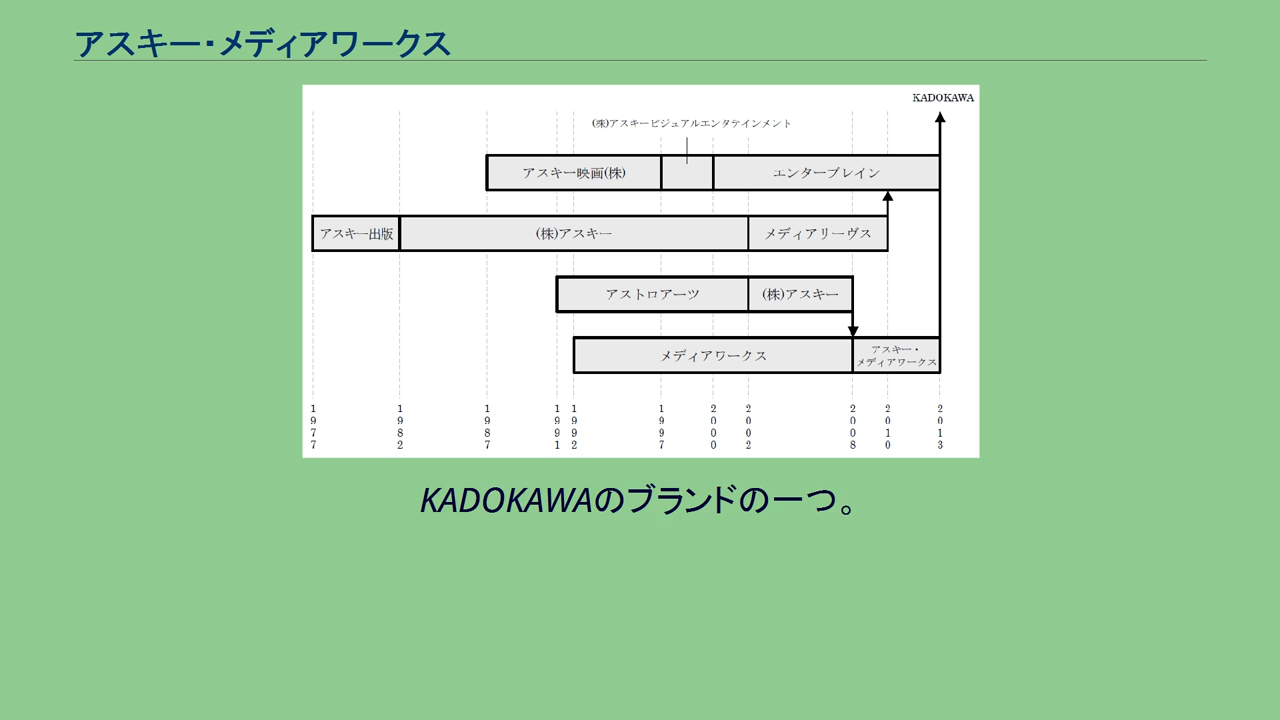 アスキー・メディアワークス
KADOKAWA
(株)アスキービジュアルエンタテインメント
アスキー映画(株)
エンターブレイン
アスキー出版
(株)アスキー
メディアリーヴス
アストロアーツ
(株)アスキー
メディアワークス
アスキー・
メディアワークス
1977
1982
1987
1991
1992
1997
2000
2002
2008
2010
2013
KADOKAWAのブランドの一つ。